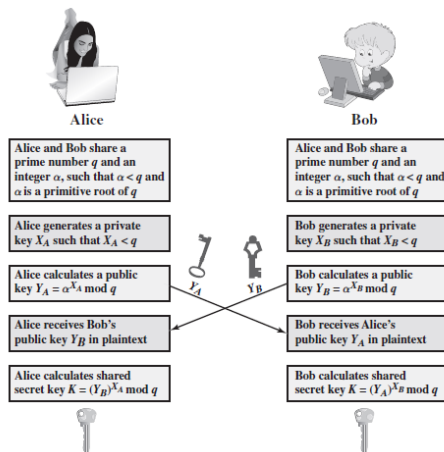 Alice
Bob
Alice and Bob share a
prime number q and an
integer α, such that α < q and
α is a primitive root of q
Alice and Bob share a
prime number q and an
integer α, such that α < q and
α is a primitive root of q
Alice generates a private
key X_A such that X_A < q
Bob generates a private
key X_B such that X_B < q
Alice calculates a public
key Y_A = α^X_A mod q
Y_A
Y_B
Bob calculates a public
key Y_B = α^X_B mod q
Alice receives Bob's
public key Y_B in plaintext
Bob receives Alice's
public key Y_A in plaintext
Alice calculates shared
secret key K = (Y_B)^X_A mod q
Bob calculates shared
secret key K = (Y_A)^X_B mod q